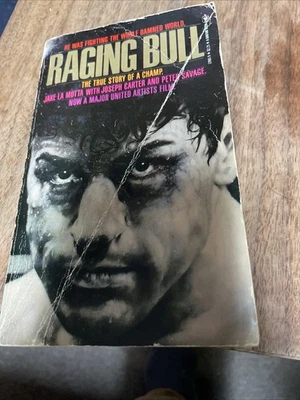 HE WAS FIGHTING THE WHOLE DAMNED WORLD.
RAGING BULL
THE TRUE STORY OF A CHAMP.
JAKE LA MOTTA WITH JOSEPH CARTER AND PETER SAVAGE.
NOW A MAJOR UNITED ARTISTS FILM.